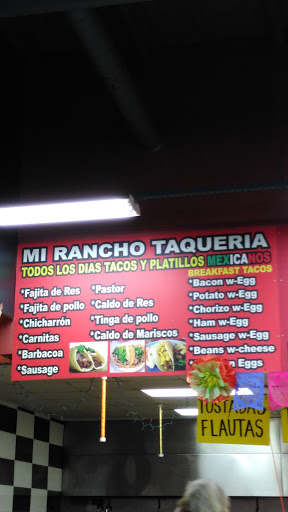 MI RANCHO TAQUERIA
TODOS LOS DIAS TACOS Y PLATILLOS MEXICANOS
*Fajita de Res
*Fajita de pollo
*Chicharrón
*Carnitas
*Barbacoa
*Sausage
*Pastor
*Caldo de Res
*Tinga de pollo
*Caldo de Mariscos
BREAKFAST TACOS
*Bacon w-Egg
*Potato w-Egg
*Chorizo w-Egg
*Ham w-Egg
*Sausage w-Egg
*Beans w-cheese
Eggs
TOSTADAS
FLAUTAS